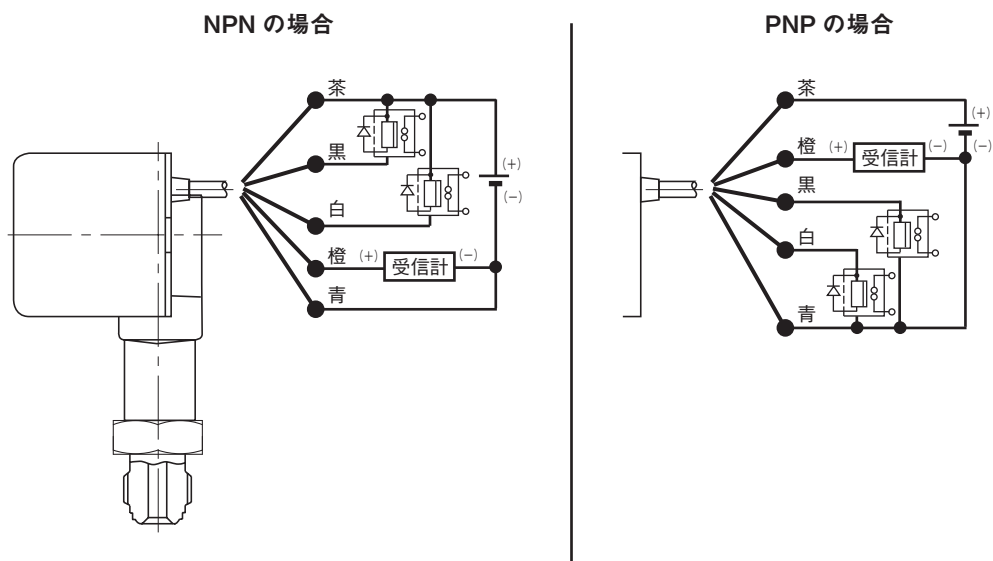 NPN の場合
茶
黒
(+)
(−)
白
橙 (+) 受信計 (−)
青
PNP の場合
茶
(+)
橙 (+) 受信計 (−) (−)
黒
白
青